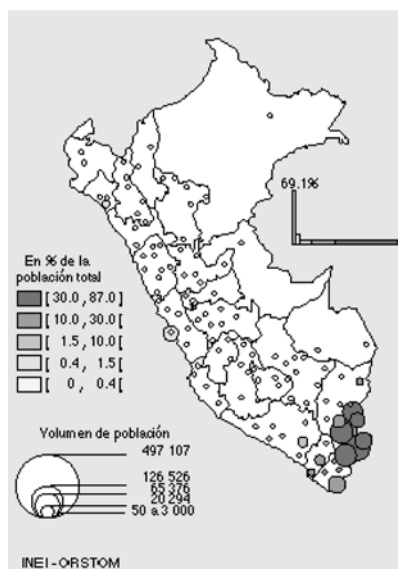 69.1%
En % de la
población total
[30.0, 87.0[
[10.0, 30.0[
[ 1.5, 10.0[
[ 0.4, 1.5[
[ 0, 0.4[
Volumen de población
497 107
126 526
65 376
20 294
50 a 3 000
INEI-ORSTOM